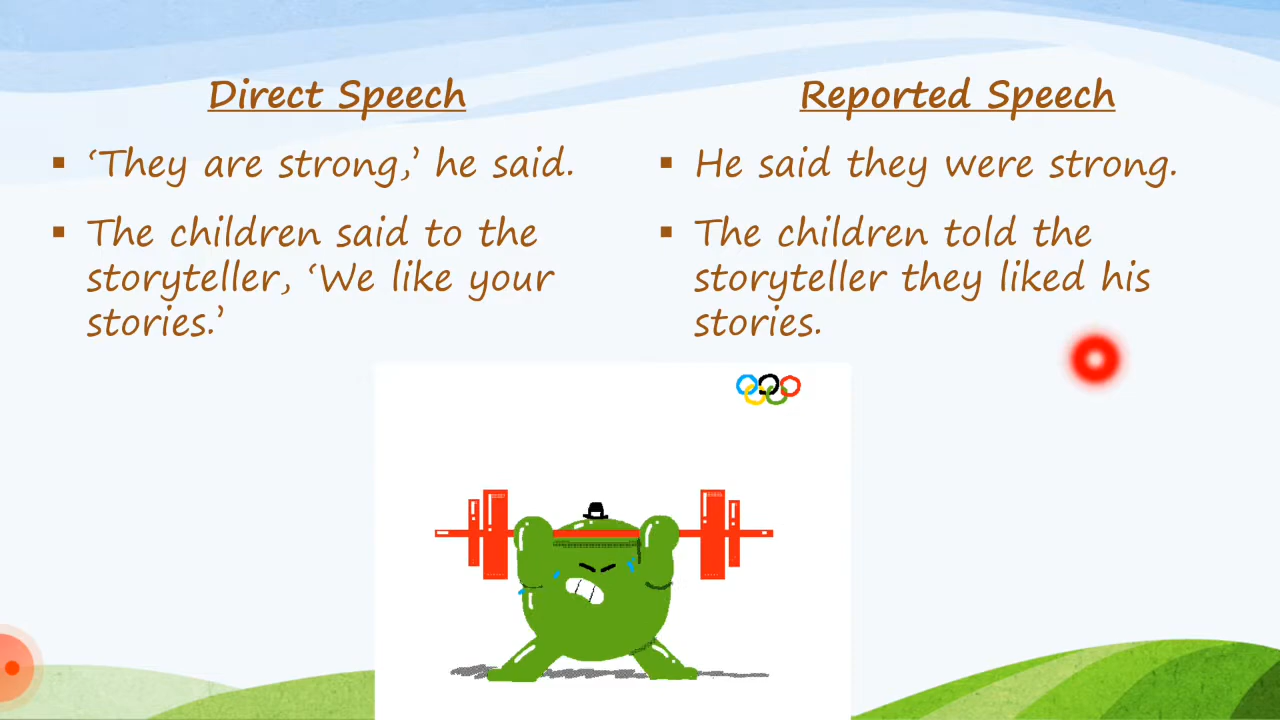 Direct Speech
▪ ‘They are strong,’ he said.
▪ The children said to the
storyteller, ‘We like your
stories.’
Reported Speech
▪ He said they were strong.
▪ The children told the
storyteller they liked his
stories.